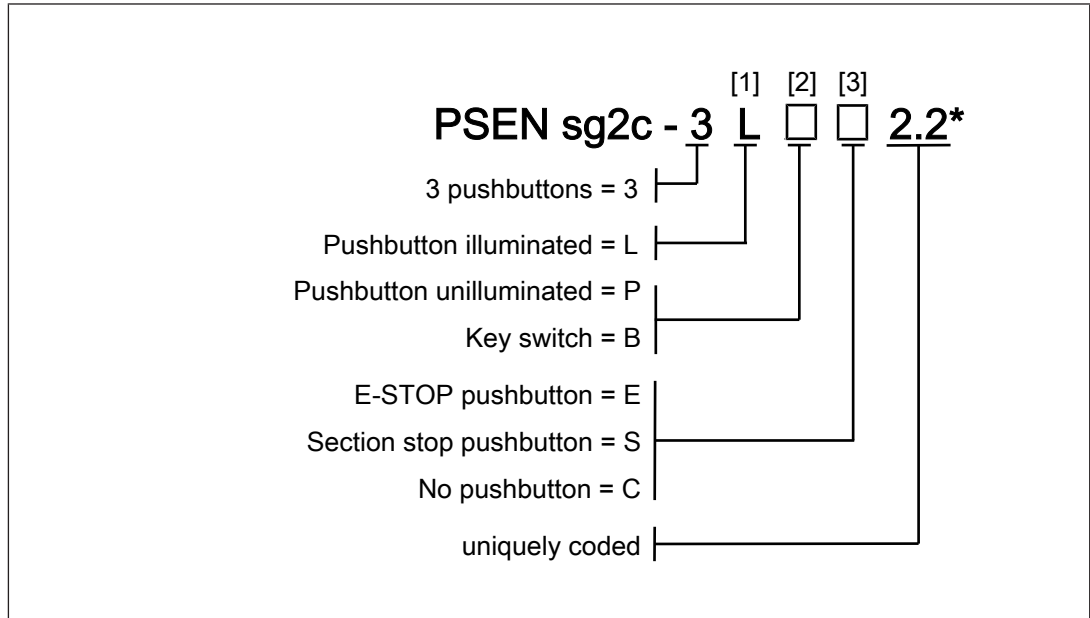 [1] [2] [3]
PSEN sg2c - 3 L 2.2*
3 pushbuttons = 3
Pushbutton illuminated = L
Pushbutton unilluminated = P
Key switch = B
E-STOP pushbutton = E
Section stop pushbutton = S
No pushbutton = C
uniquely coded